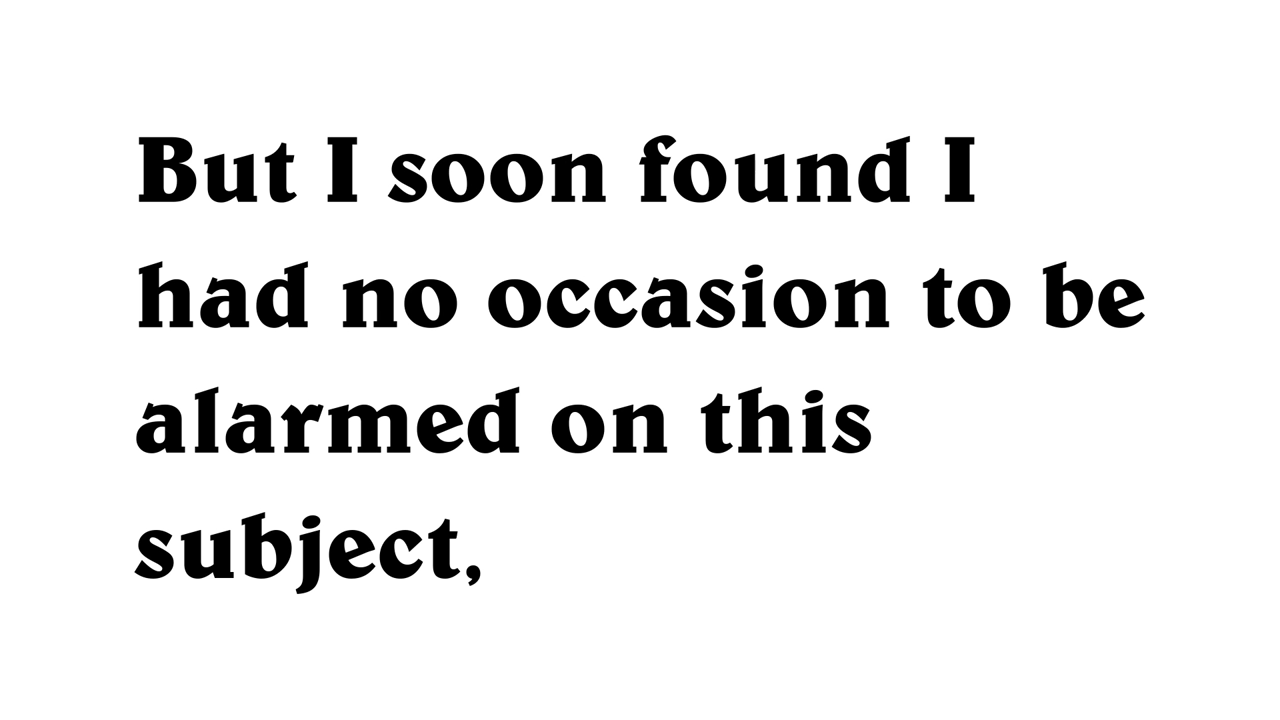 But I soon found I
had no occasion to be
alarmed on this
subject,